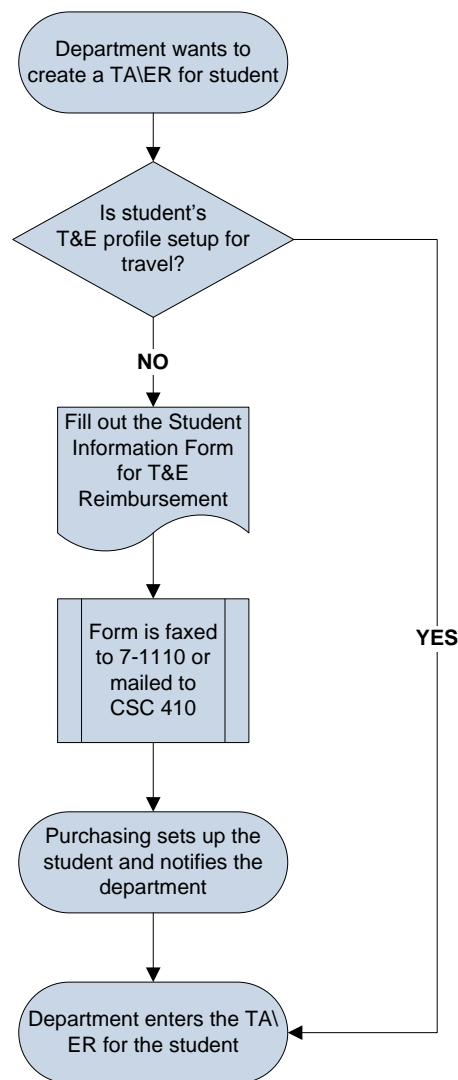 Department wants to
create a TA\ER for student
Is student's
T&E profile setup for
travel?
NO
Fill out the Student
Information Form
for T&E
Reimbursement
Form is faxed
to 7-1110 or
mailed to
CSC 410
YES
Purchasing sets up the
student and notifies the
department
Department enters the TA\
ER for the student